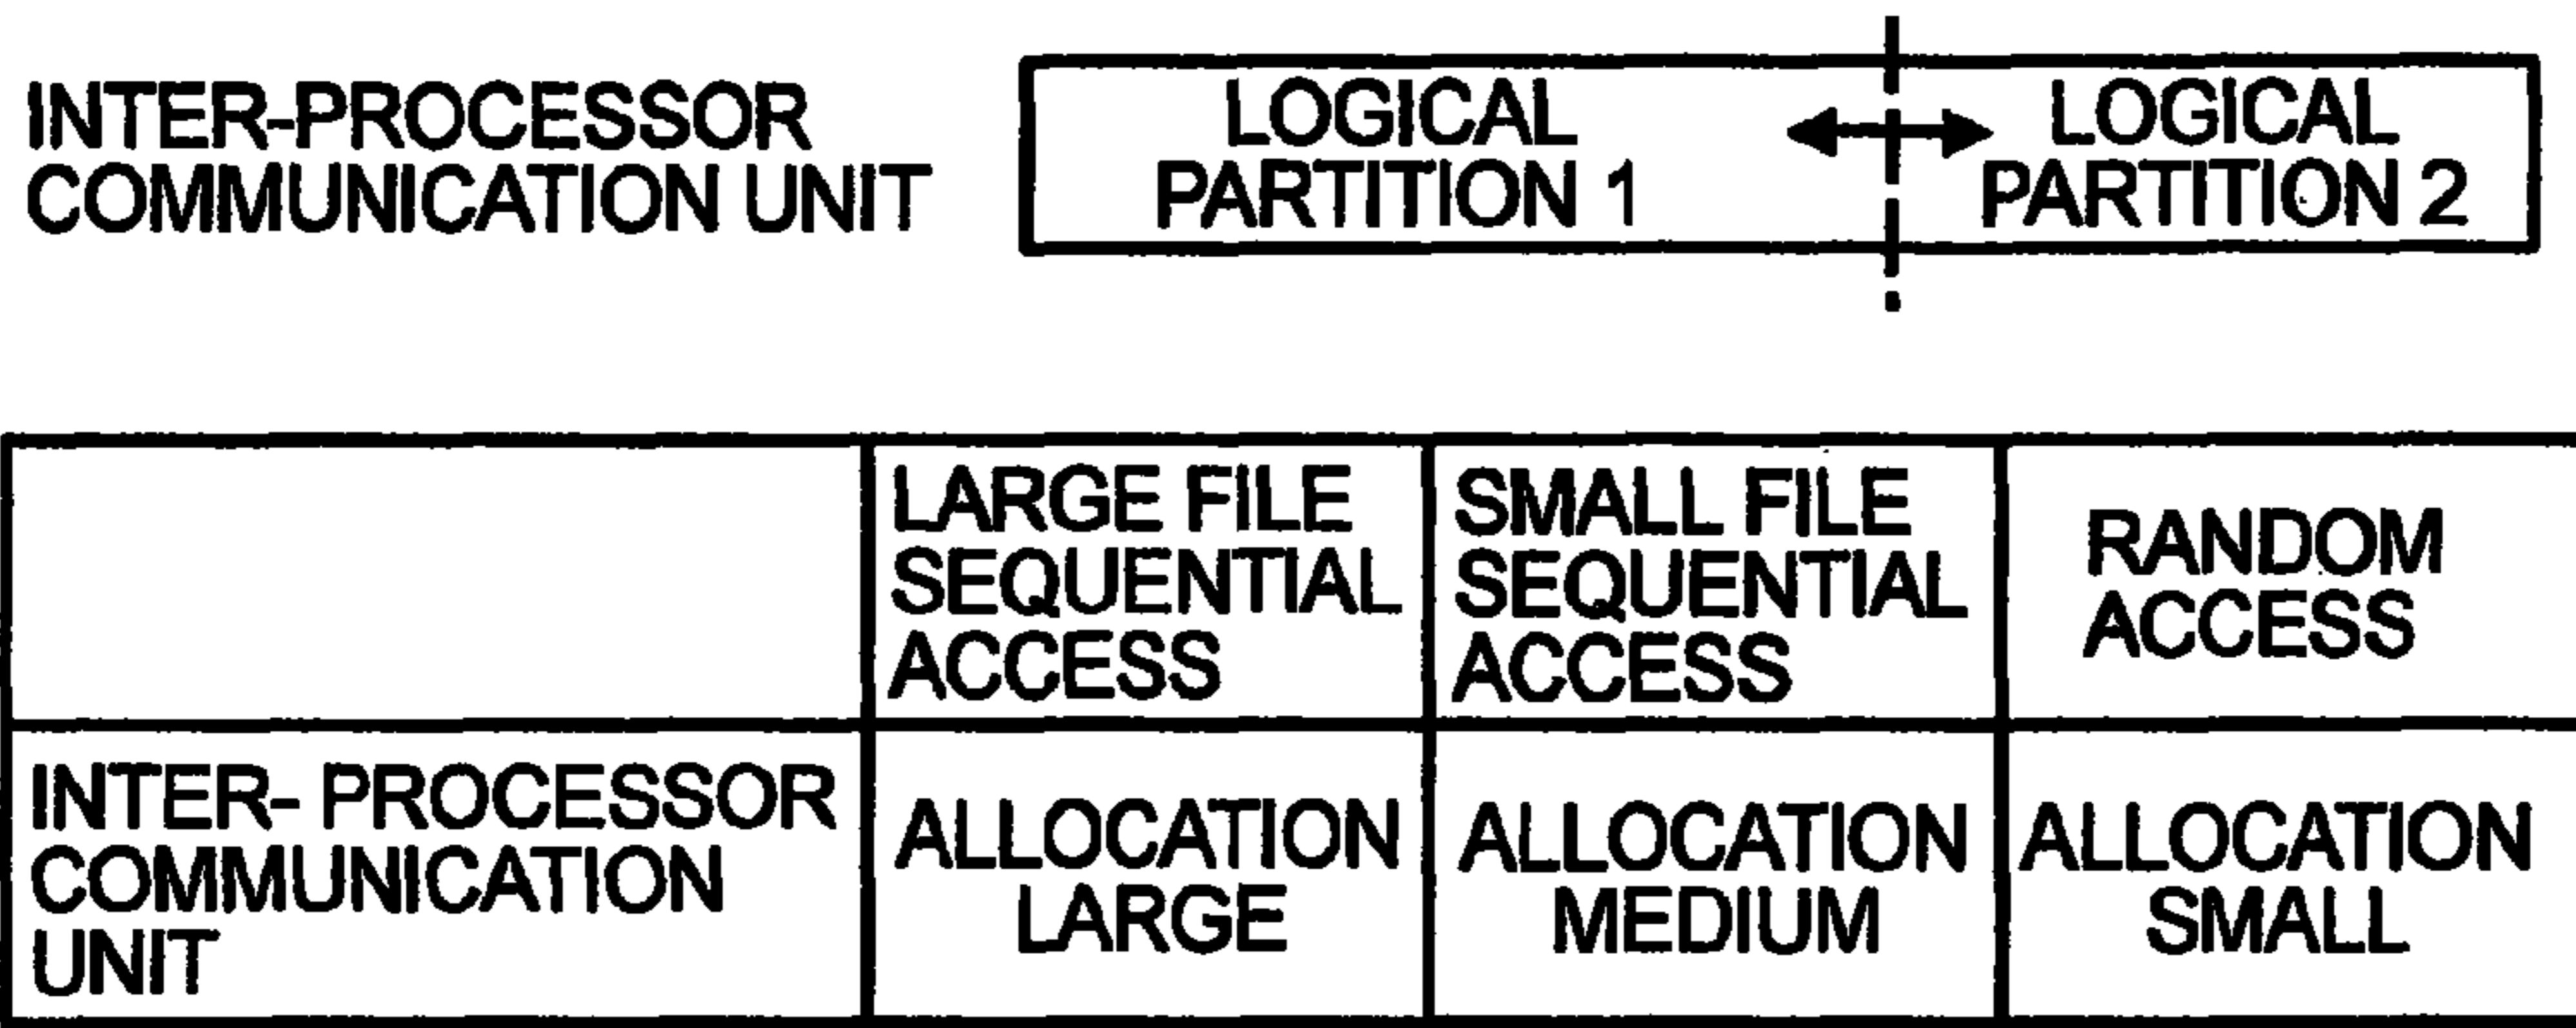 INTER-PROCESSOR
COMMUNICATION UNIT
LOGICAL
PARTITION 1
LOGICAL
PARTITION 2
LARGE FILE
SEQUENTIAL
ACCESS
SMALL FILE
SEQUENTIAL
ACCESS
RANDOM
ACCESS
INTER- PROCESSOR
COMMUNICATION
UNIT
ALLOCATION
LARGE
ALLOCATION
MEDIUM
ALLOCATION
SMALL